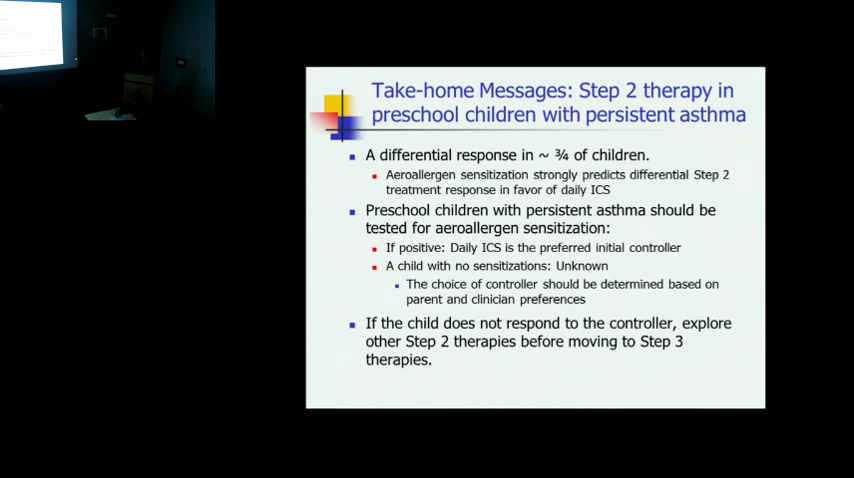 Take-home Messages: Step 2 therapy in
preschool children with persistent asthma
A differential response in ~ ¾ of children.
Aeroallergen sensitization strongly predicts differential Step 2
treatment response in favor of daily ICS
Preschool children with persistent asthma should be
tested for aeroallergen sensitization:
If positive: Daily ICS is the preferred initial controller
A child with no sensitizations: Unknown
The choice of controller should be determined based on
parent and clinician preferences
If the child does not respond to the controller, explore
other Step 2 therapies before moving to Step 3
therapies.